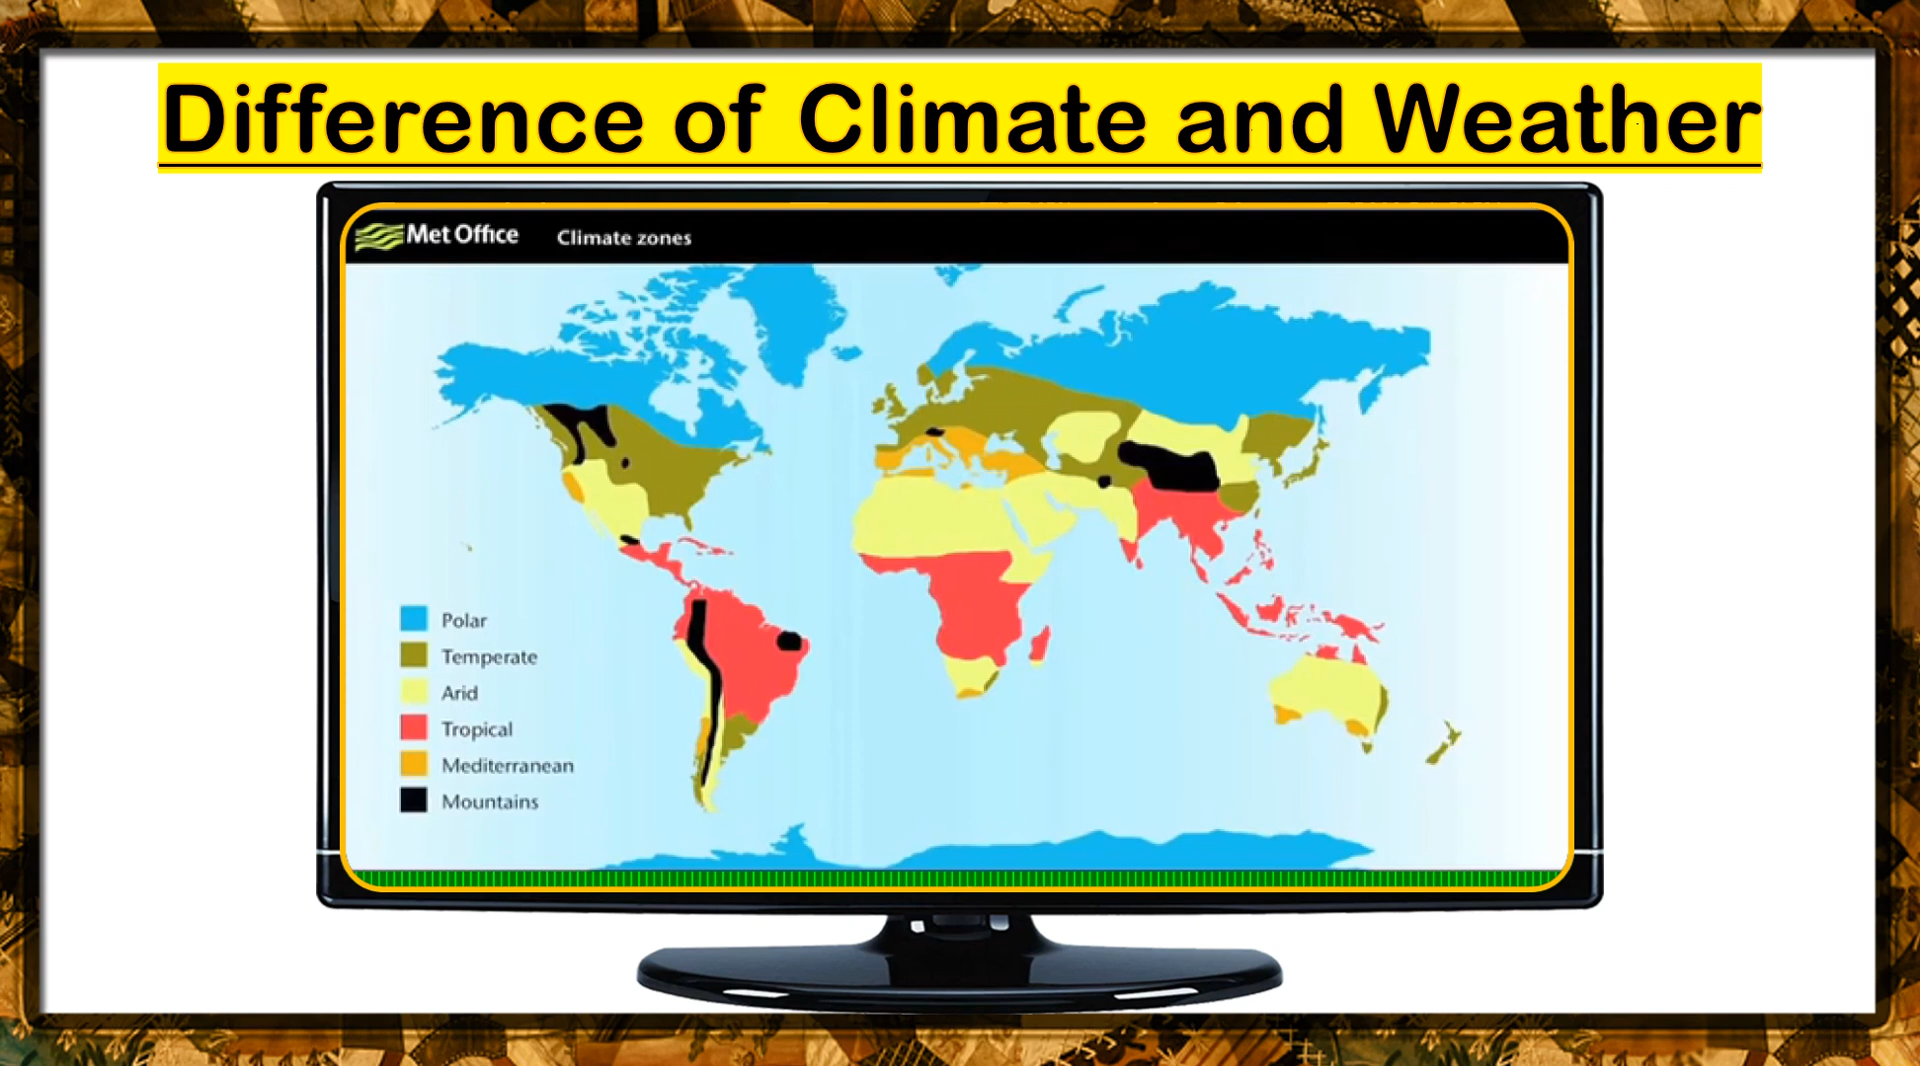 Difference of Climate and Weather
Met Office
Climate zones
Polar
Temperate
Arid
Tropical
Mediterranean
Mountains